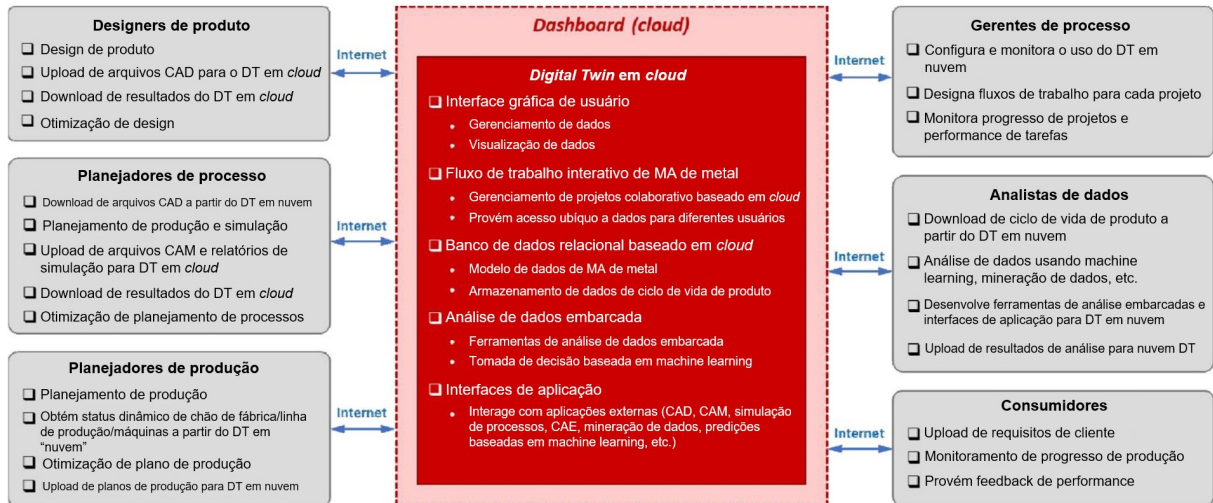 Designers de produto
Design de produto
Upload de arquivos CAD para o DT em cloud
Download de resultados do DT em cloud
Otimização de design
Internet
Planejadores de processo
Download de arquivos CAD a partir do DT em nuvem
Planejamento de produção e simulação
Upload de arquivos CAM e relatórios
de simulação para DT em cloud
Download de resultados do DT em cloud
Otimização de planejamento de processos
Internet
Planejadores de produção
Planejamento de produção
Obtém status dinâmico de chão de fábrica/linha
de produção/máquinas a partir do DT em
“nuvem”
Otimização de plano de produção
Upload de planos de produção para DT em nuvem
Internet
Dashboard (cloud)
Digital Twin em cloud
Interface gráfica de usuário
Gerenciamento de dados
Visualização de dados
Fluxo de trabalho interativo de MA de metal
Gerenciamento de projetos colaborativo baseado em cloud
Provém acesso ubíquo a dados para diferentes usuários
Banco de dados relacional baseado em cloud
Modelo de dados de MA de metal
Armazenamento de dados de ciclo de vida de produto
Análise de dados embarcada
Ferramentas de análise de dados embarcada
Tomada de decisão baseada em machine learning
Interfaces de aplicação
Interage com aplicações externas (CAD, CAM, simulação
de processos, CAE, mineração de dados, predições
baseadas em machine learning, etc.)
Internet
Gerentes de processo
Configura e monitora o uso do DT em
nuvem
Designa fluxos de trabalho para cada projeto
Monitora progresso de projetos e
performance de tarefas
Internet
Analistas de dados
Download de ciclo de vida de produto a
partir do DT em nuvem
Análise de dados usando machine
learning, mineração de dados, etc.
Desenvolve ferramentas de análise embarcadas e
interfaces de aplicação para DT em nuvem
Upload de resultados de análise para nuvem DT
Internet
Consumidores
Upload de requisitos de cliente
Monitoramento de progresso de produção
Provém feedback de performance